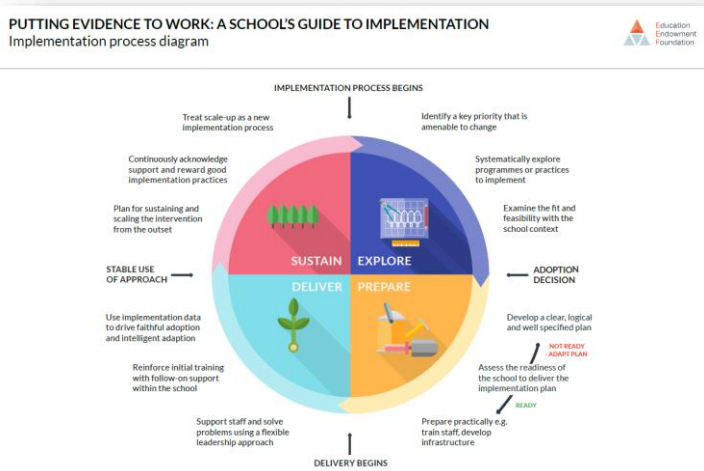 PUTTING EVIDENCE TO WORK: A SCHOOL'S GUIDE TO IMPLEMENTATION
Implementation process diagram
Education
Endowment
Foundation
IMPLEMENTATION PROCESS BEGINS
Treat scale-up as a new
implementation process
Continuously acknowledge
support and reward good
implementation practices
Plan for sustaining and
scaling the intervention
from the outset
STABLE USE
OF APPROACH
Use implementation data
to drive faithful adoption
and intelligent adaption
Reinforce initial training
with follow-on support
within the school
Support staff and solve
problems using a flexible
leadership approach
SUSTAIN
EXPLORE
DELIVER
PREPARE
Identify a key priority that is
amenable to change
Systematically explore
programmes or practices
to implement
Examine the fit and
feasibility with the
school context
ADOPTION
DECISION
Develop a clear, logical
and well specified plan
NOT READY
- ADAPT PLAN
Assess the readiness of
the school to deliver the
implementation plan
READY
Prepare practically e.g.
train staff, develop
infrastructure
DELIVERY BEGINS